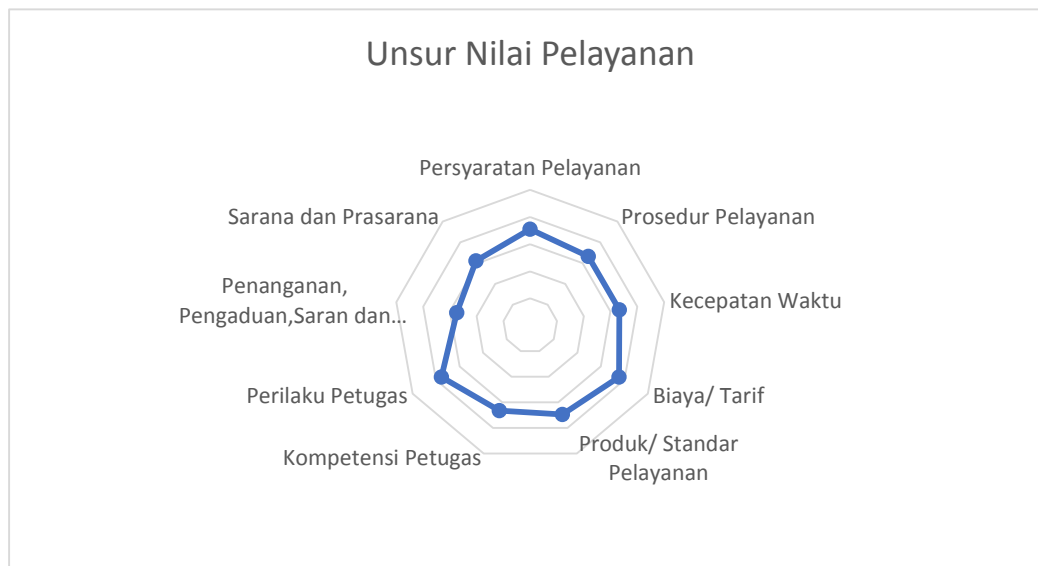 Unsur Nilai Pelayanan
Persyaratan Pelayanan
Prosedur Pelayanan
Kecepatan Waktu
Biaya/ Tarif
Produk/ Standar
Pelayanan
Kompetensi Petugas
Perilaku Petugas
Penanganan,
Pengaduan,Saran dan...
Sarana dan Prasarana